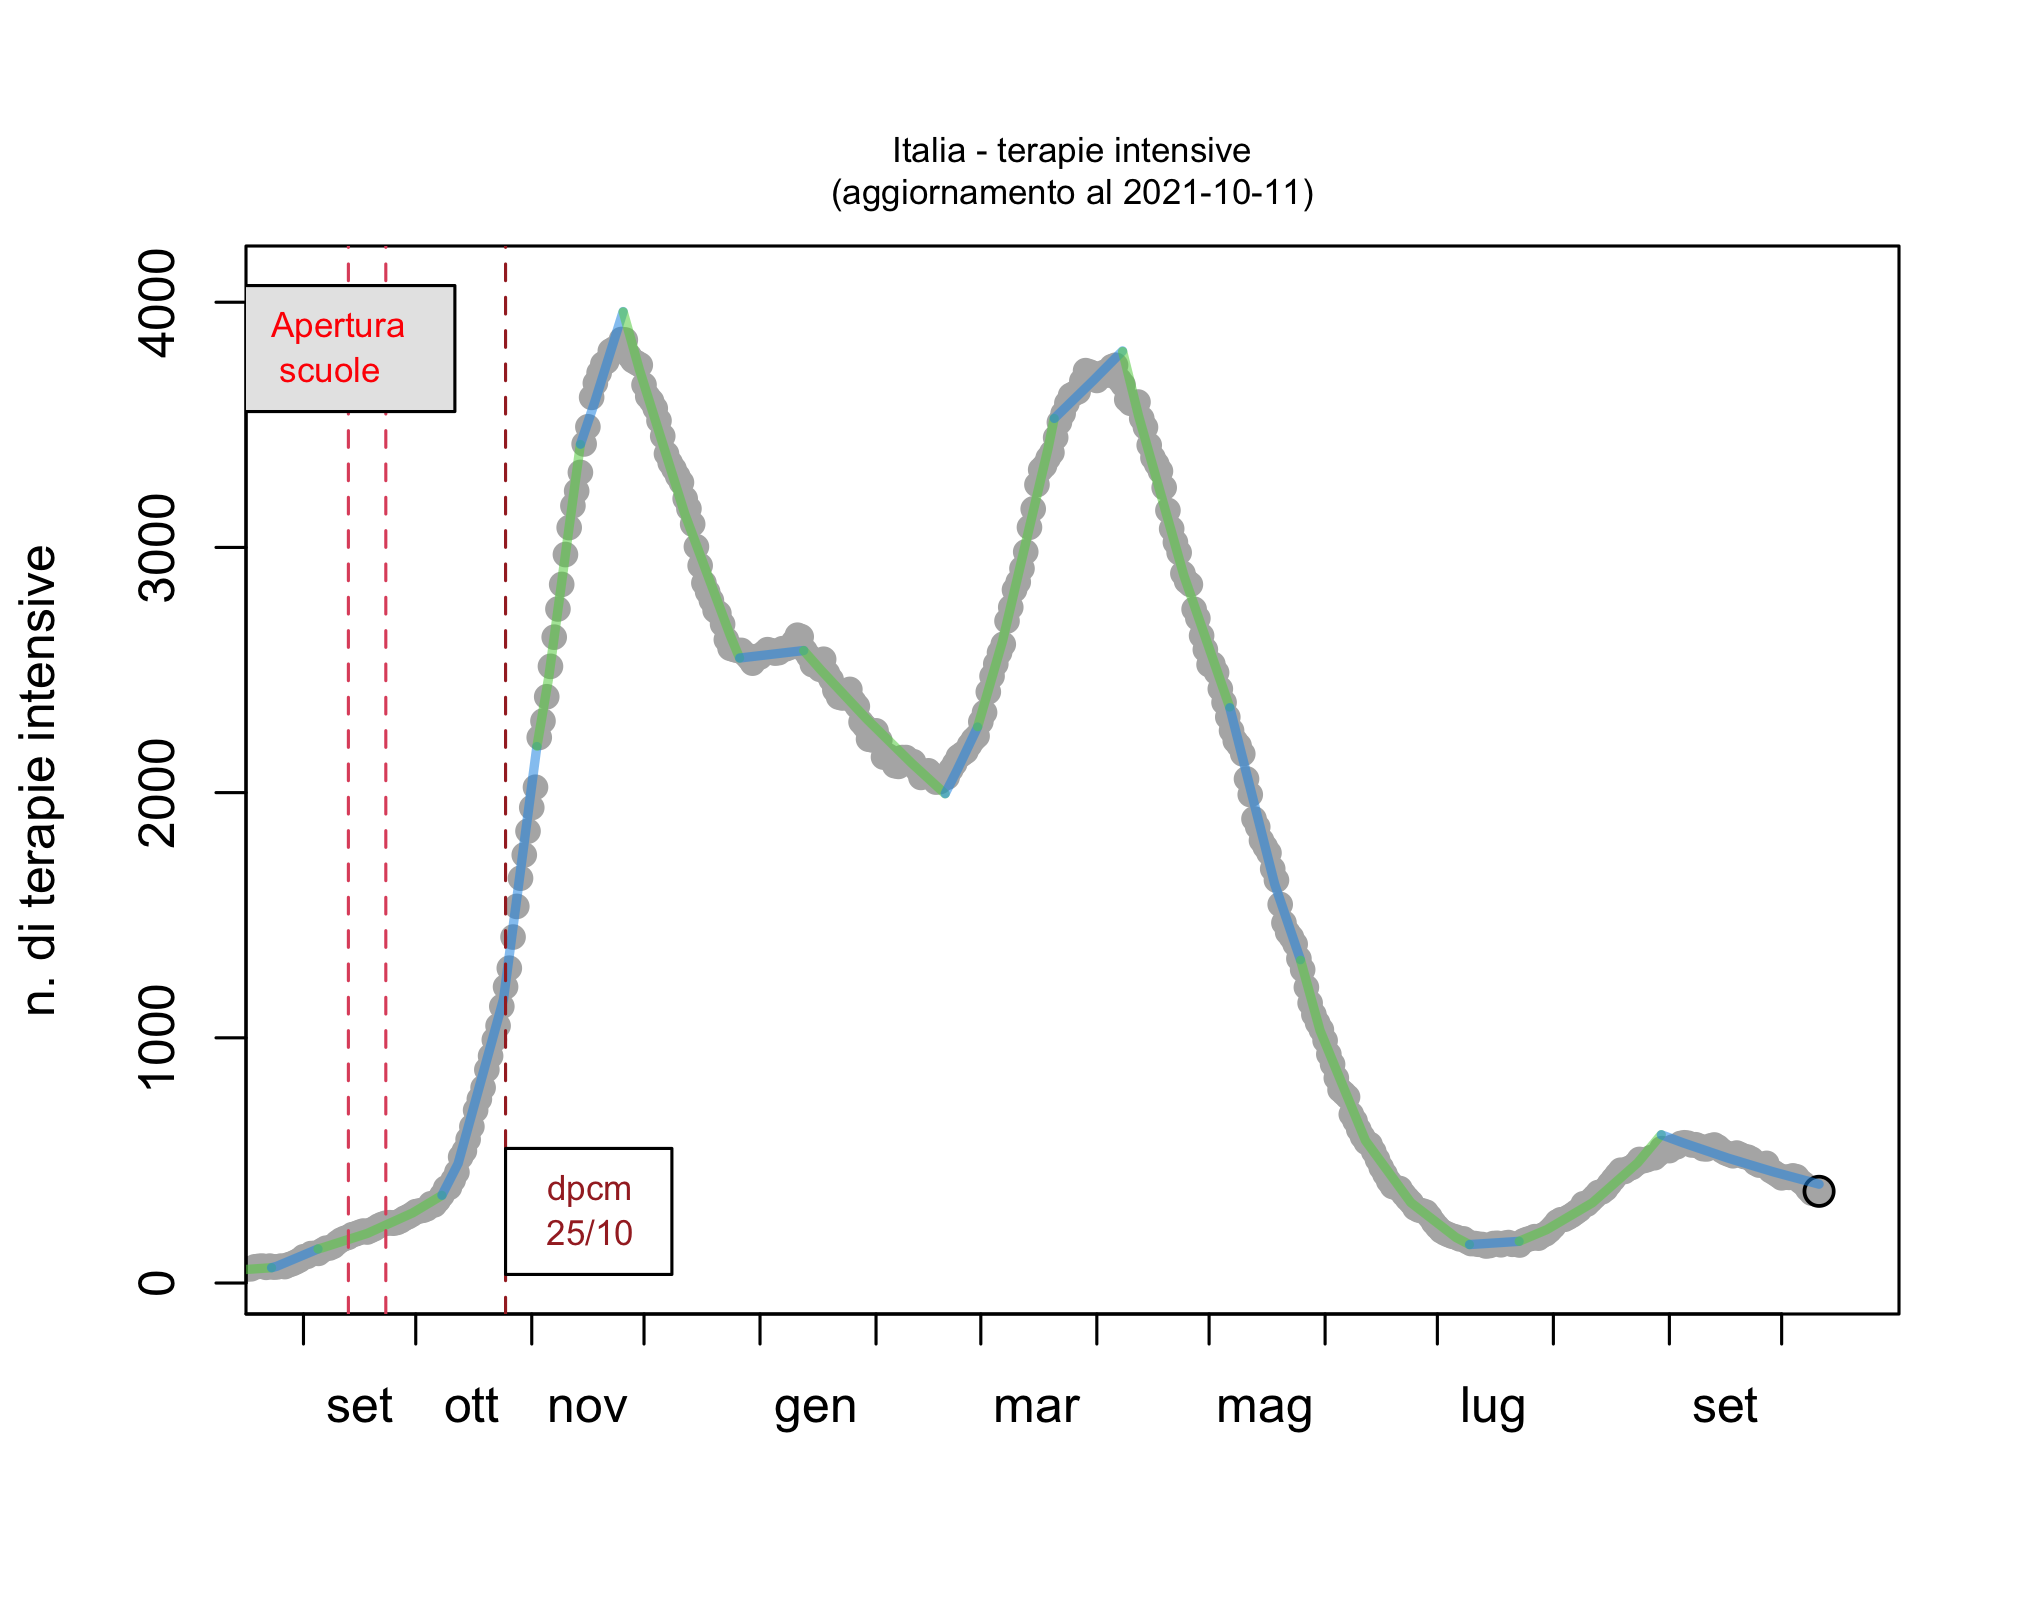 Italia - terapie intensive
(aggiornamento al 2021-10-11)
n. di terapie intensive
4000
3000
2000
1000
0
Apertura
scuole
dpcm
25/10
set ott nov gen mar mag lug set